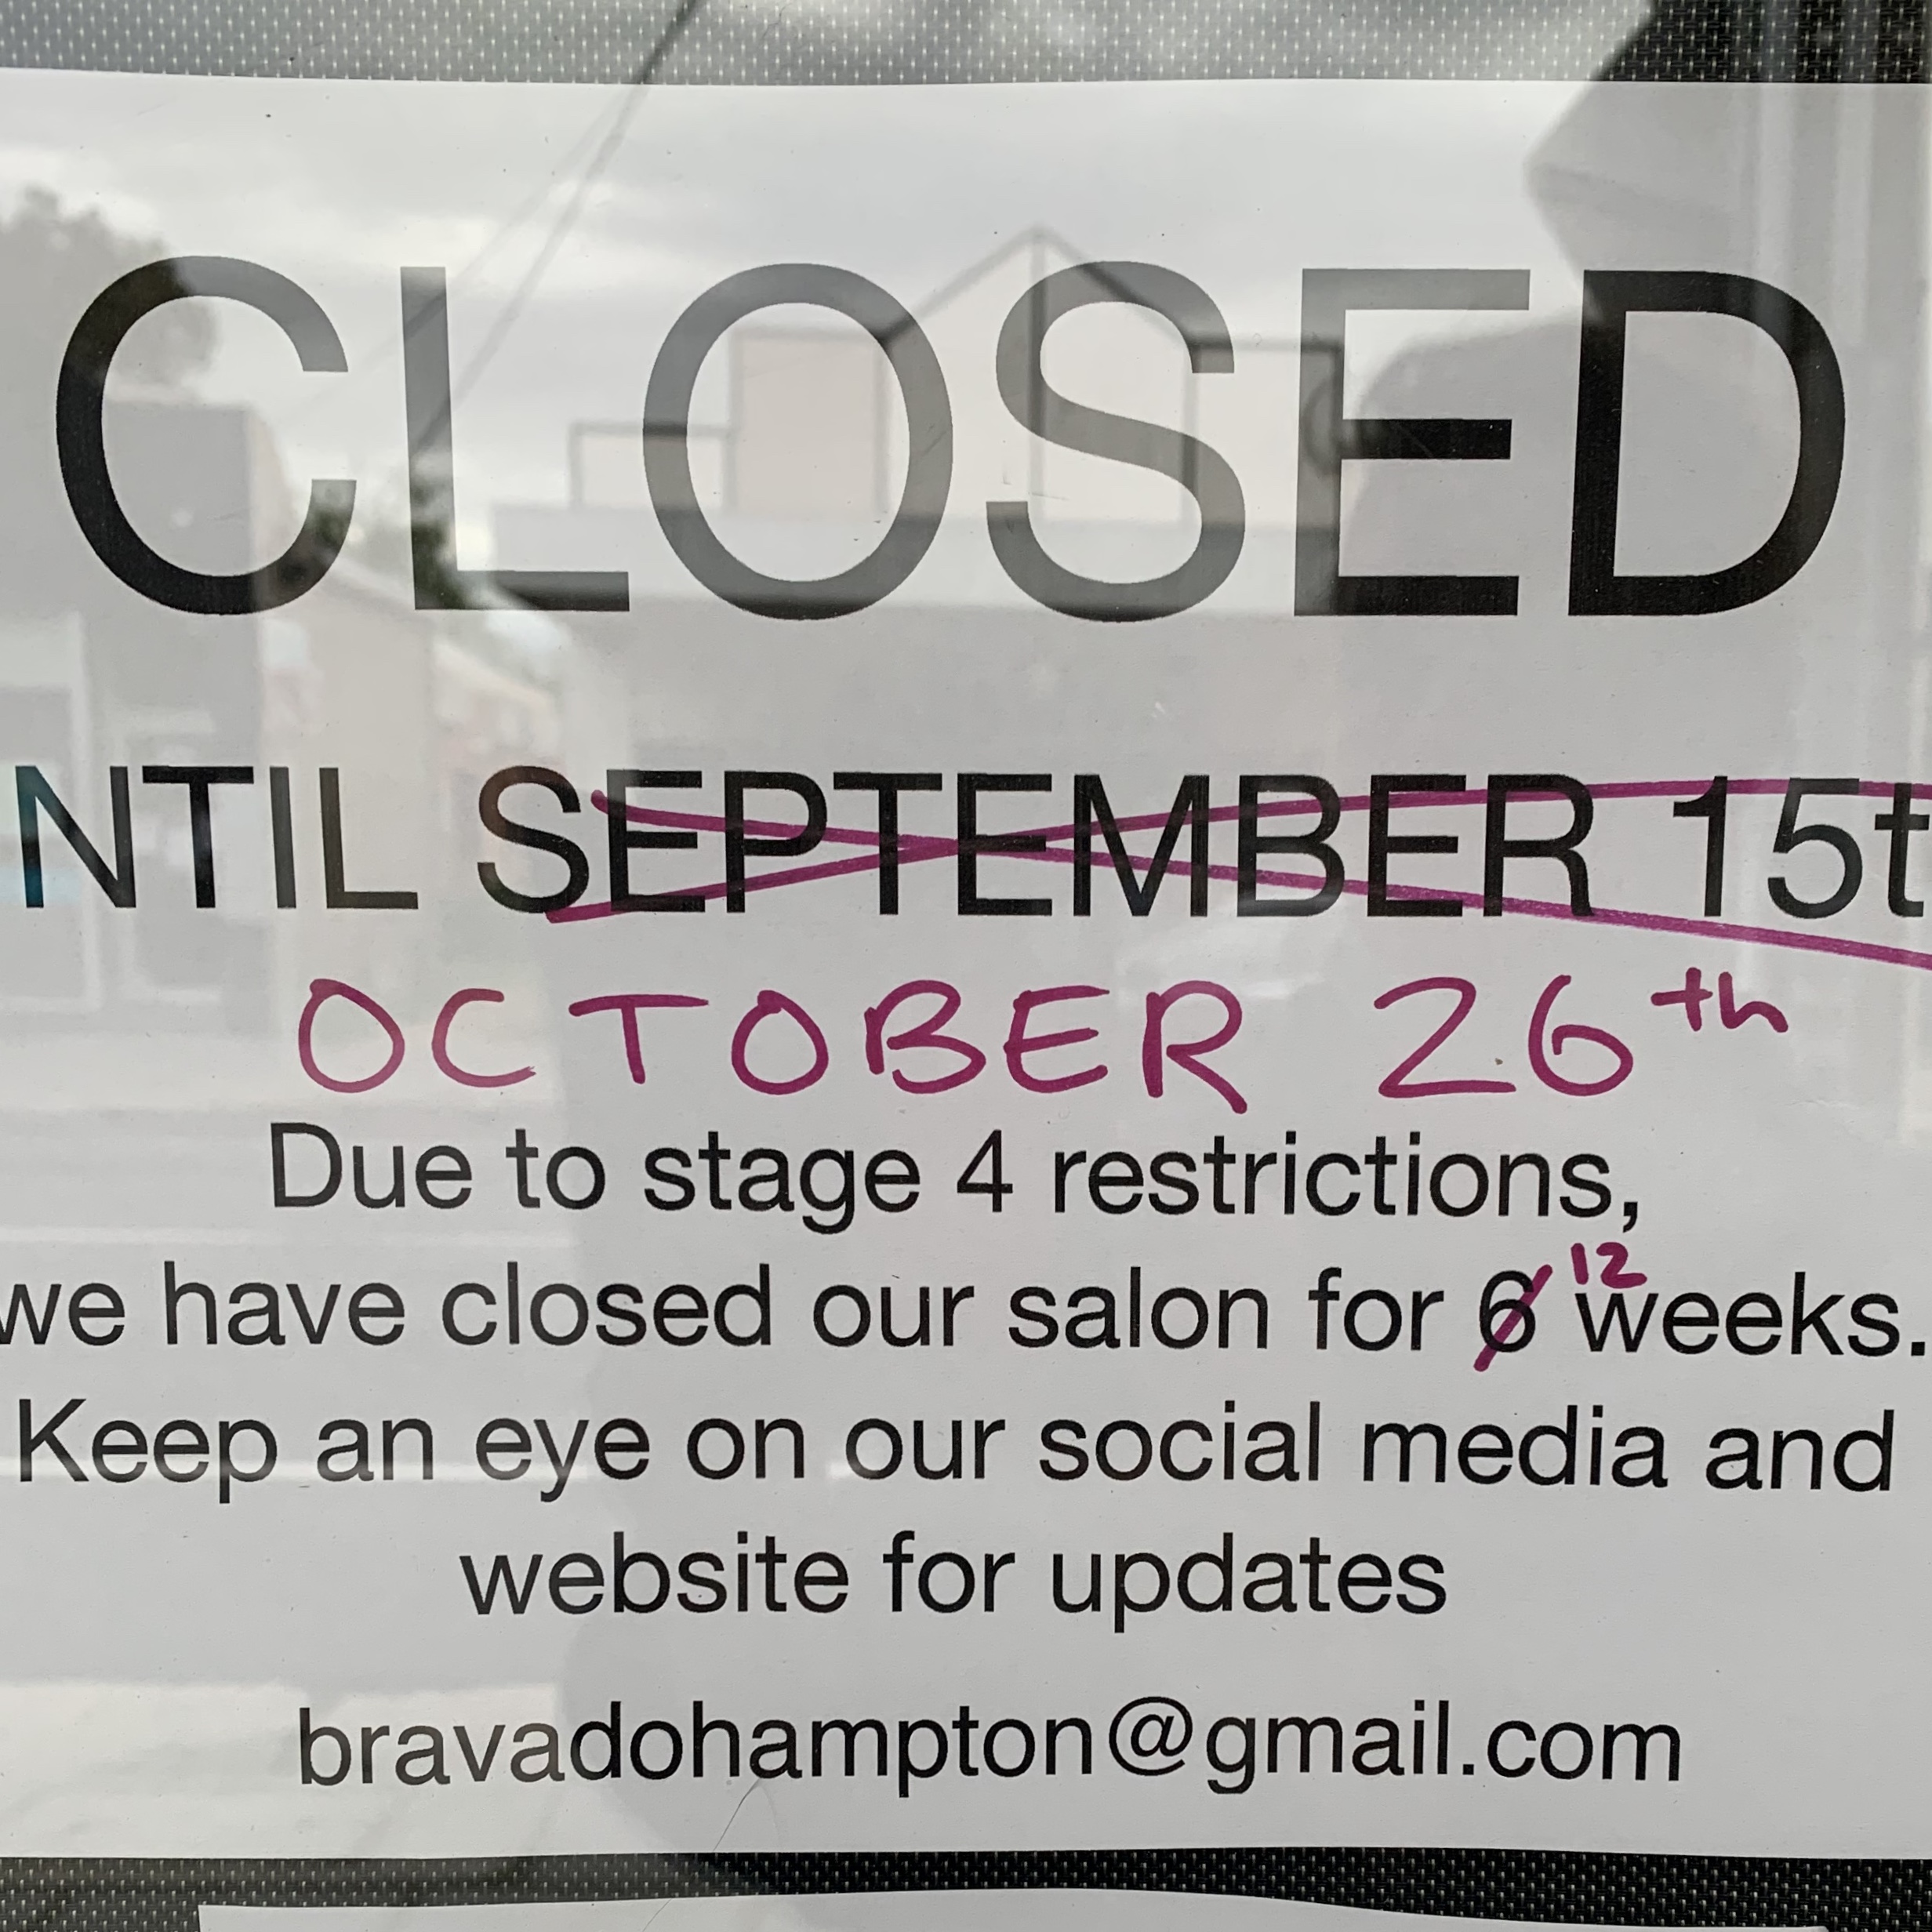 CLOSED
NTIL SEPTEMBER 15t
OCTOBER 26th
Due to stage 4 restrictions,
12
we have closed our salon for 6 weeks.
Keep an eye on our social media and
website for updates
bravadohampton@gmail.com